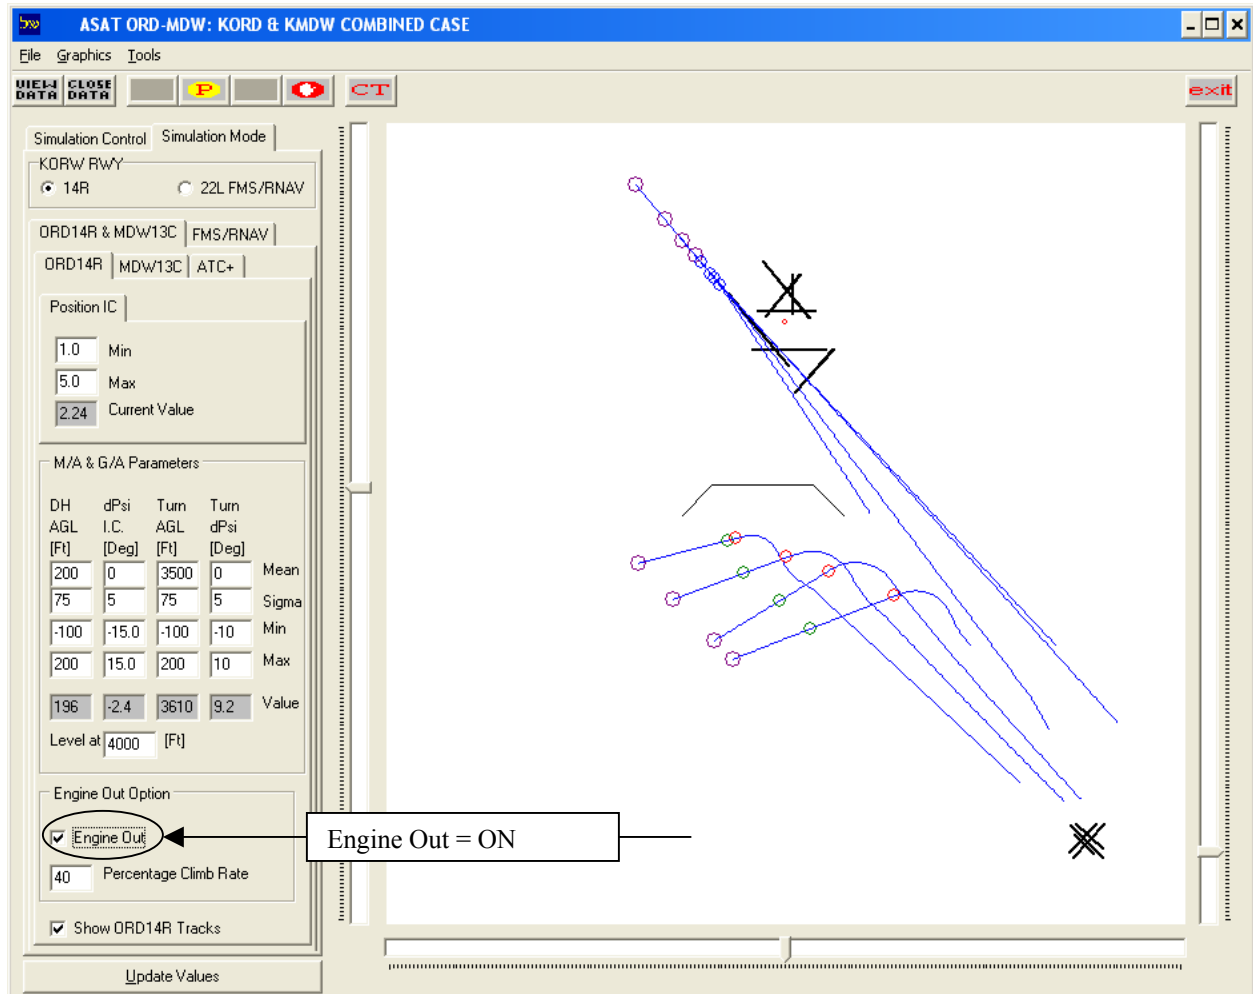 של ASAT ORD-MDW: KORD & KMDW COMBINED CASE
File Graphics Tools
VIEW DATA CLOSE DATA P CT exit
Simulation Control Simulation Mode
KORW RWY
14R 22L FMS/RNAV
ORD14R & MDW13C FMS/RNAV
ORD14R MDW13C ATC+
Position IC
1.0 Min
5.0 Max
2.24 Current Value
M/A & G/A Parameters
DH dPsi Turn Turn
AGL I.C. AGL dPsi
[Ft] [Deg] [Ft] [Deg]
200 0 3500 0 Mean
75 5 75 5 Sigma
-100 -15.0 -100 -10 Min
200 15.0 200 10 Max
196 -2.4 3610 9.2 Value
Level at 4000 [Ft]
Engine Out Option
Engine Out
Engine Out = ON
40 Percentage Climb Rate
Show ORD14R Tracks
Update Values